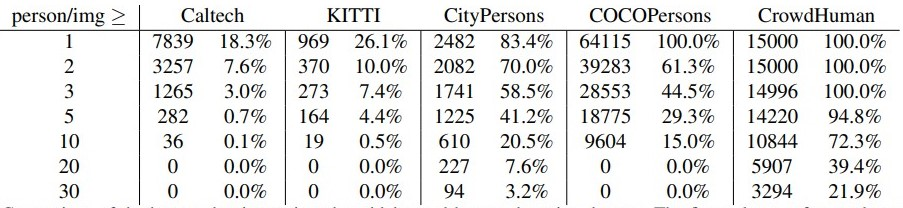 person/img ≥ Caltech KITTI CityPersons COCOPersons CrowdHuman
1 7839 18.3% 969 26.1% 2482 83.4% 64115 100.0% 15000 100.0%
2 3257 7.6% 370 10.0% 2082 70.0% 39283 61.3% 15000 100.0%
3 1265 3.0% 273 7.4% 1741 58.5% 28553 44.5% 14996 100.0%
5 282 0.7% 164 4.4% 1225 41.2% 18775 29.3% 14220 94.8%
10 36 0.1% 19 0.5% 610 20.5% 9604 15.0% 10844 72.3%
20 0 0.0% 0 0.0% 227 7.6% 0 0.0% 5907 39.4%
30 0 0.0% 0 0.0% 94 3.2% 0 0.0% 3294 21.9%